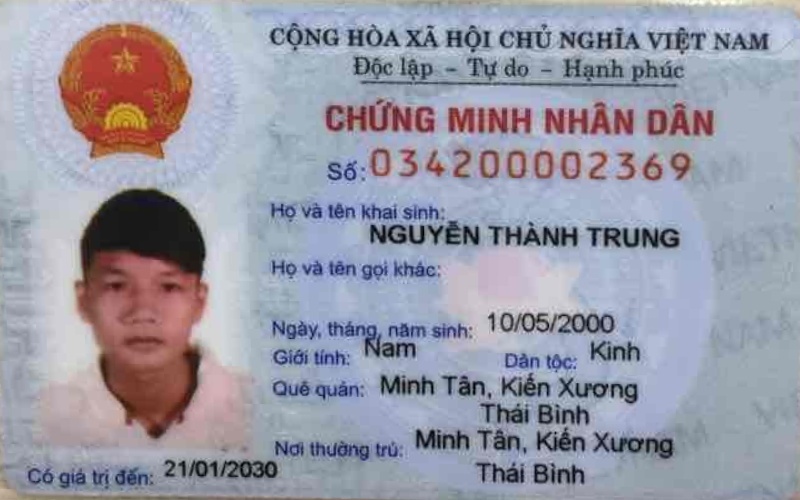 CỘNG HÒA XÃ HỘI CHỦ NGHĨA VIỆT NAM
Độc lập - Tự do - Hạnh phúc
CHỨNG MINH NHÂN DÂN
Số: 034200002369
Họ và tên khai sinh:
NGUYỄN THÀNH TRUNG
Họ và tên gọi khác:
Ngày, tháng, năm sinh: 10/05/2000
Giới tính: Nam Dân tộc: Kinh
Quê quán: Minh Tân, Kiến Xương
Thái Bình
Nơi thường trú: Minh Tân, Kiến Xương
Thái Bình
Có giá trị đến: 21/01/2030